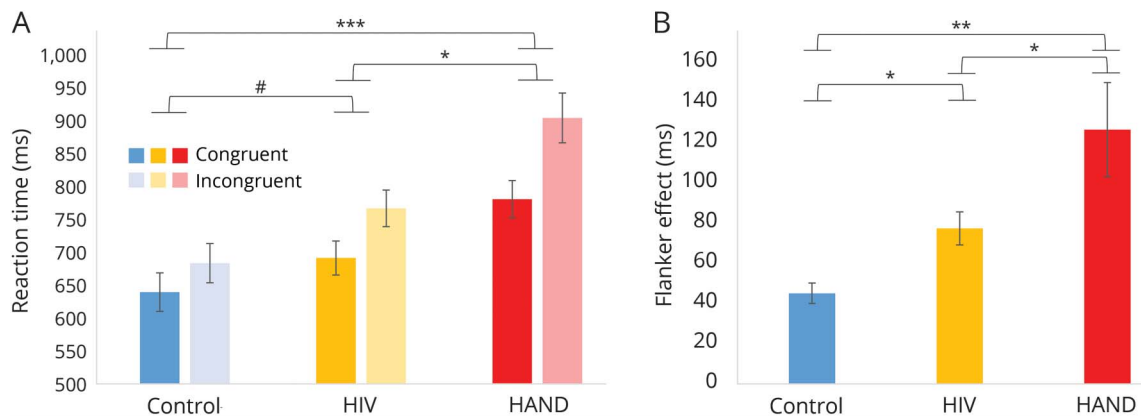 A
***
*
#
Reaction time (ms)
1,000
950
900
850
800
750
700
650
600
550
500
Congruent
Incongruent
Control
HIV
HAND
B
**
*
*
Flanker effect (ms)
160
140
120
100
80
60
40
20
0
Control
HIV
HAND